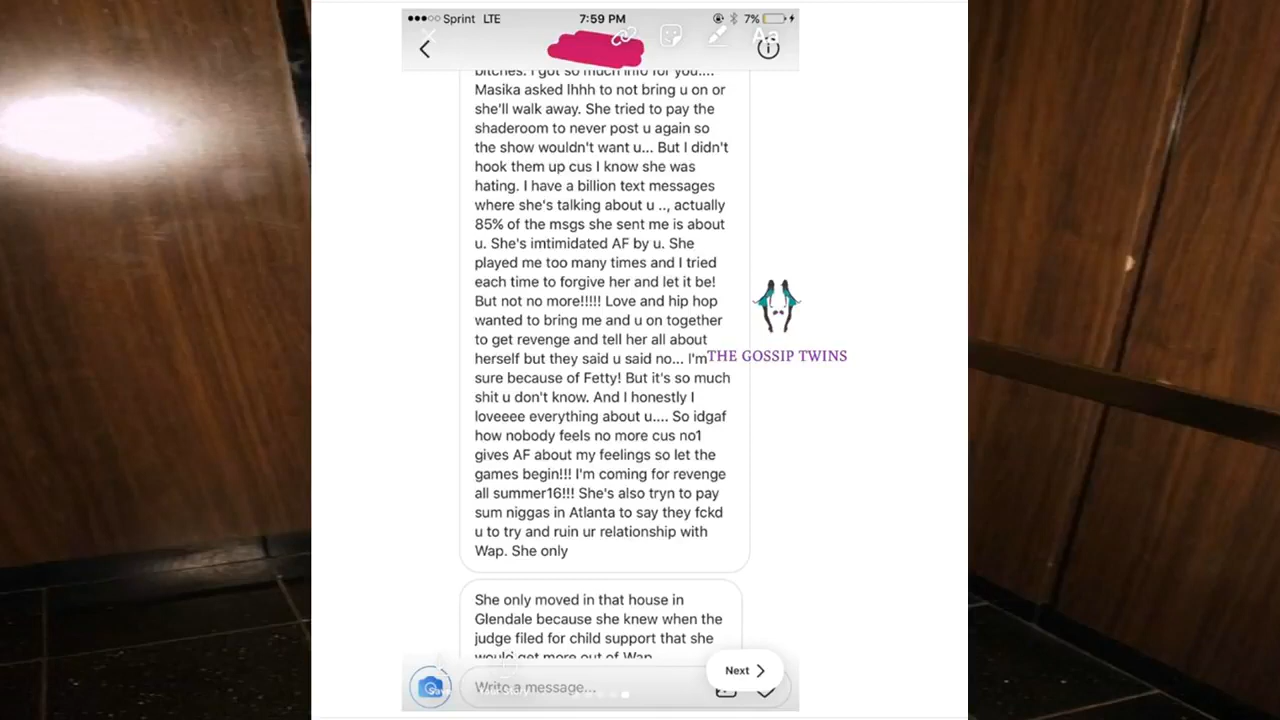 Sprint LTE 7:59 PM 7%
Aa
bitches. I got so much info for you....
Masika asked lhhh to not bring u on or
she'll walk away. She tried to pay the
shaderoom to never post u again so
the show wouldn't want u... But I didn't
hook them up cus I know she was
hating. I have a billion text messages
where she's talking about u .., actually
85% of the msgs she sent me is about
u. She's imtimidated AF by u. She
played me too many times and I tried
each time to forgive her and let it be!
But not no more!!!!! Love and hip hop
wanted to bring me and u on together
to get revenge and tell her all about
herself but they said u said no... I'm
sure because of Fetty! But it's so much
shit u don't know. And I honestly I
loveeee everything about u.... So idgaf
how nobody feels no more cus no1
gives AF about my feelings so let the
games begin!!! I'm coming for revenge
all summer16!!! She's also tryn to pay
sum niggas in Atlanta to say they fckd
u to try and ruin ur relationship with
Wap. She only
THE GOSSIP TWINS
She only moved in that house in
Glendale because she knew when the
judge filed for child support that she
would get more out of Wap
Next
Save
Write a message...